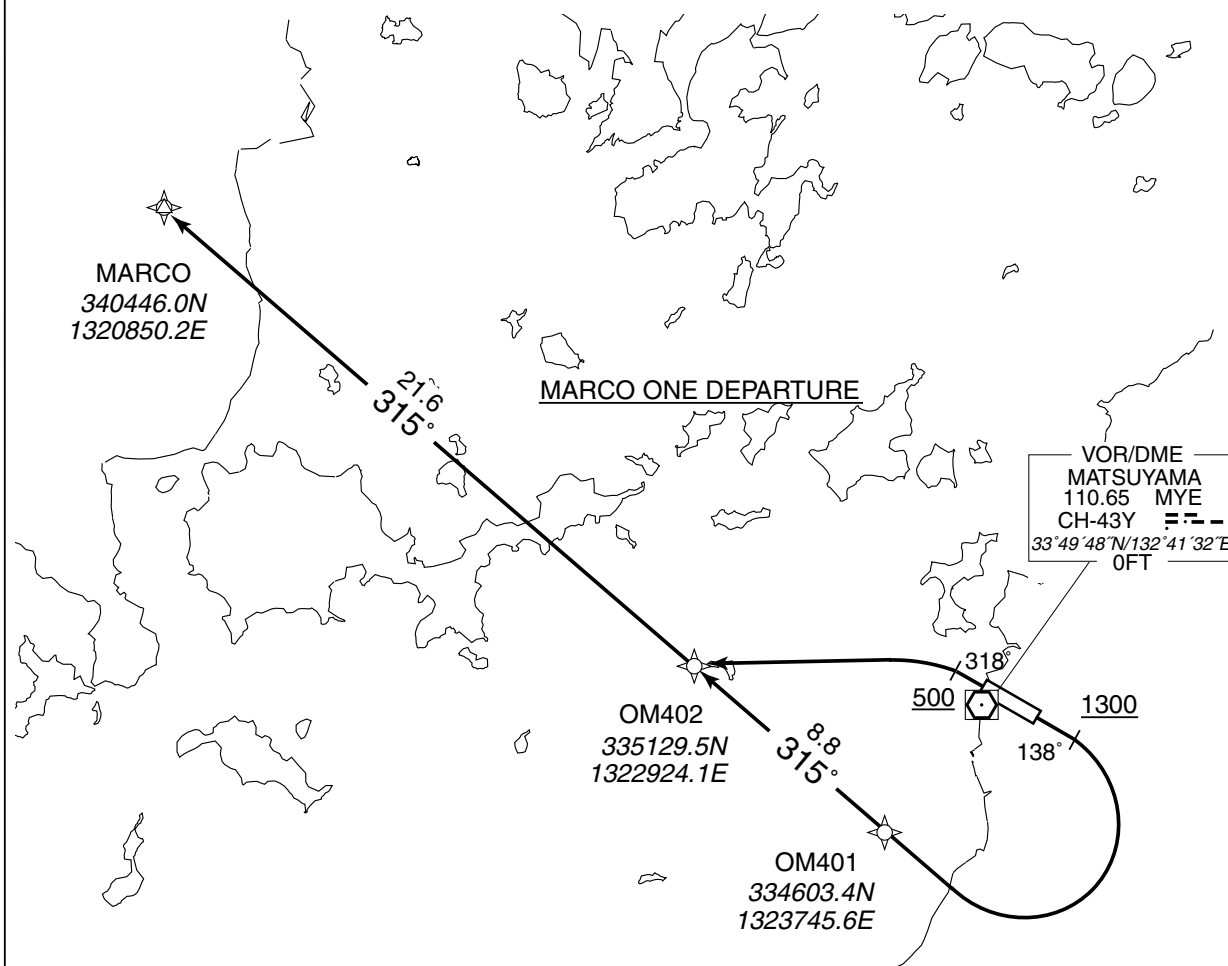 MARCO
340446.0N
1320850.2E
21.6
315°
MARCO ONE DEPARTURE
VOR/DME
MATSUYAMA
110.65 MYE
CH-43Y
33°49´48˝N/132°41´32˝E
0FT
318°
500
1300
138°
OM402
335129.5N
1322924.1E
8.8
315°
OM401
334603.4N
1323745.6E